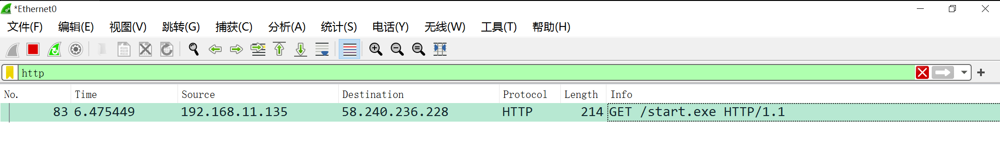 *Ethernet0
文件(F) 编辑(E) 视图(V) 跳转(G) 捕获(C) 分析(A) 统计(S) 电话(Y) 无线(W) 工具(T) 帮助(H)
http
No. Time Source Destination Protocol Length Info
83 6.475449 192.168.11.135 58.240.236.228 HTTP 214 GET /start.exe HTTP/1.1